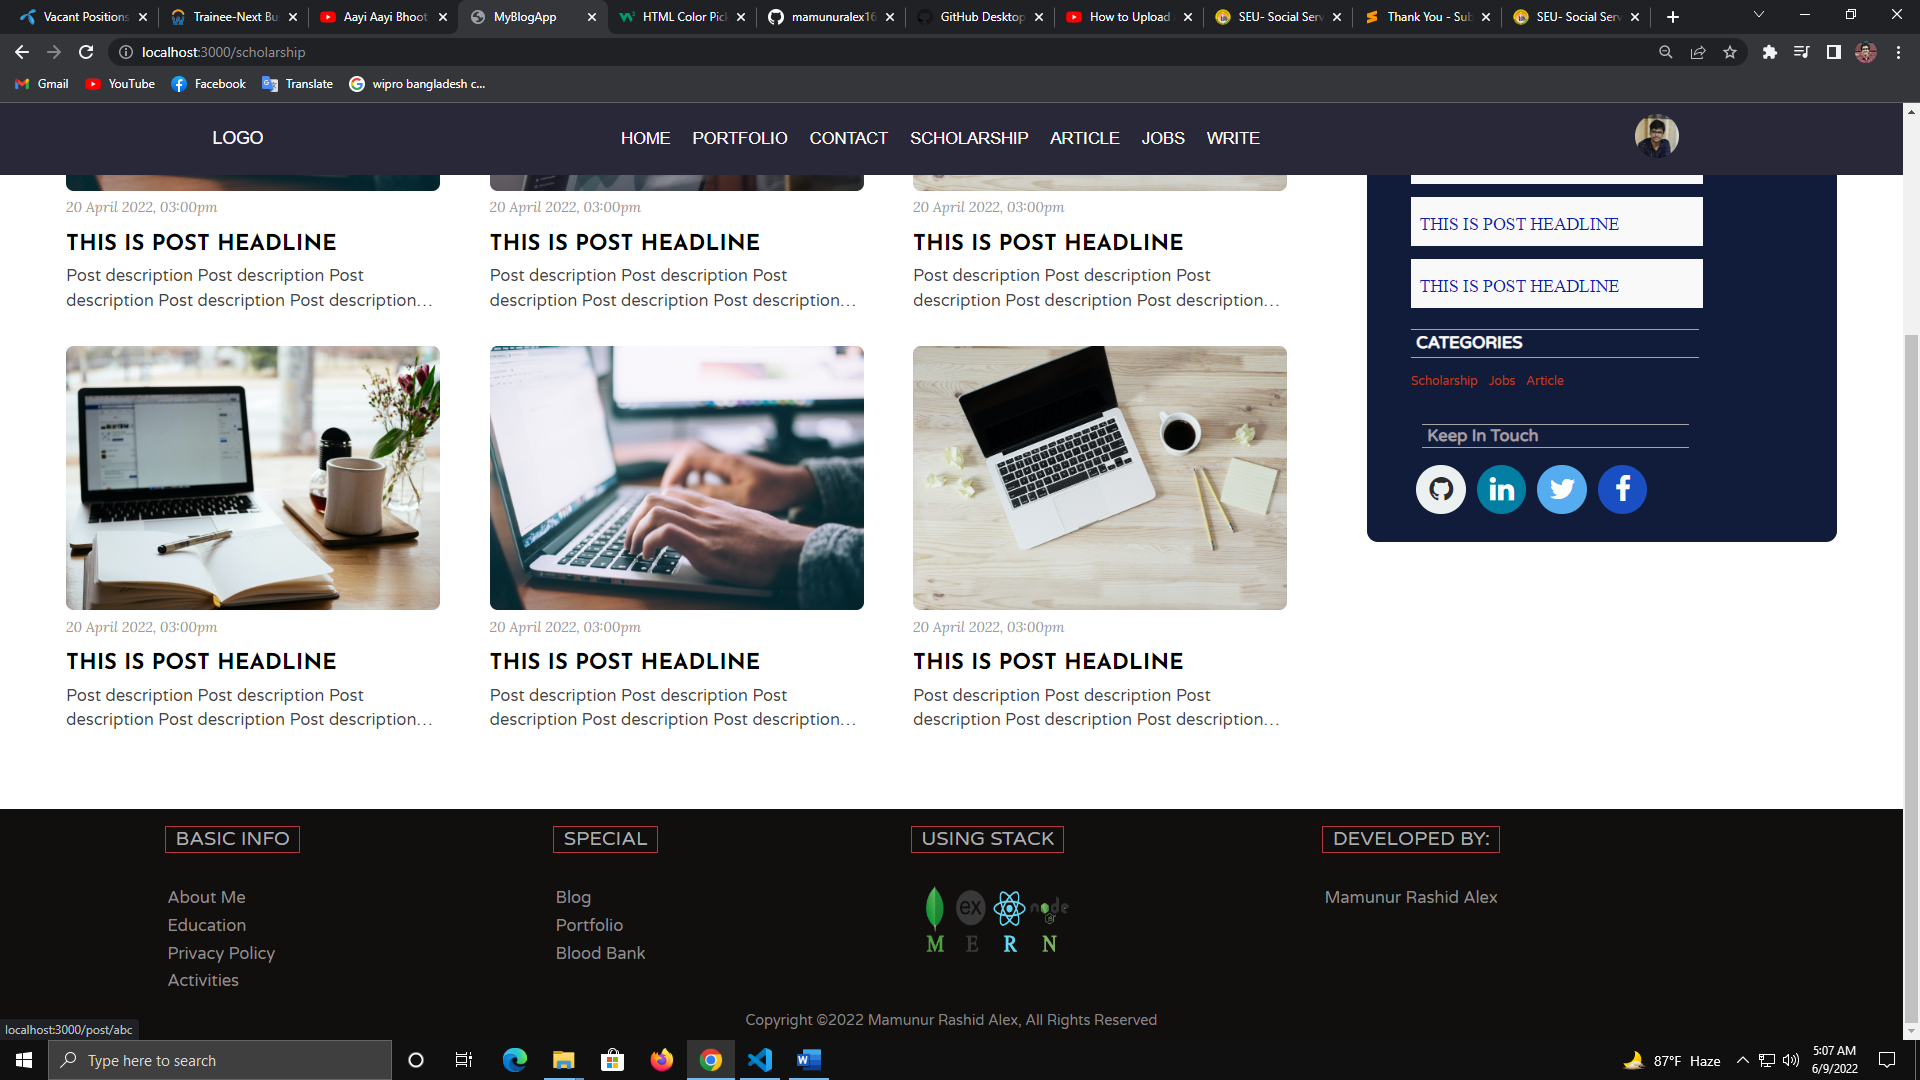 Vacant Positions
Trainee-Next Bu
Aayi Aayi Bhoot
MyBlogApp
HTML Color Pic
mamunuralex16
GitHub Desktop
How to Upload
SEU- Social Serv
Thank You - Sub
SEU- Social Serv
localhost:3000/scholarship
Gmail
YouTube
Facebook
Translate
wipro bangladesh c...
LOGO
HOME PORTFOLIO CONTACT SCHOLARSHIP ARTICLE JOBS WRITE
20 April 2022, 03:00pm
THIS IS POST HEADLINE
Post description Post description Post
description Post description Post description...
20 April 2022, 03:00pm
THIS IS POST HEADLINE
Post description Post description Post
description Post description Post description...
20 April 2022, 03:00pm
THIS IS POST HEADLINE
Post description Post description Post
description Post description Post description...
20 April 2022, 03:00pm
THIS IS POST HEADLINE
Post description Post description Post
description Post description Post description...
20 April 2022, 03:00pm
THIS IS POST HEADLINE
Post description Post description Post
description Post description Post description...
20 April 2022, 03:00pm
THIS IS POST HEADLINE
Post description Post description Post
description Post description Post description...
THIS IS POST HEADLINE
THIS IS POST HEADLINE
CATEGORIES
Scholarship Jobs Article
Keep In Touch
in
BASIC INFO
About Me
Education
Privacy Policy
Activities
SPECIAL
Blog
Portfolio
Blood Bank
USING STACK
ex node
M E R N
DEVELOPED BY:
Mamunur Rashid Alex
Copyright ©2022 Mamunur Rashid Alex, All Rights Reserved
localhost:3000/post/abc
Type here to search
87°F Haze
5:07 AM
6/9/2022